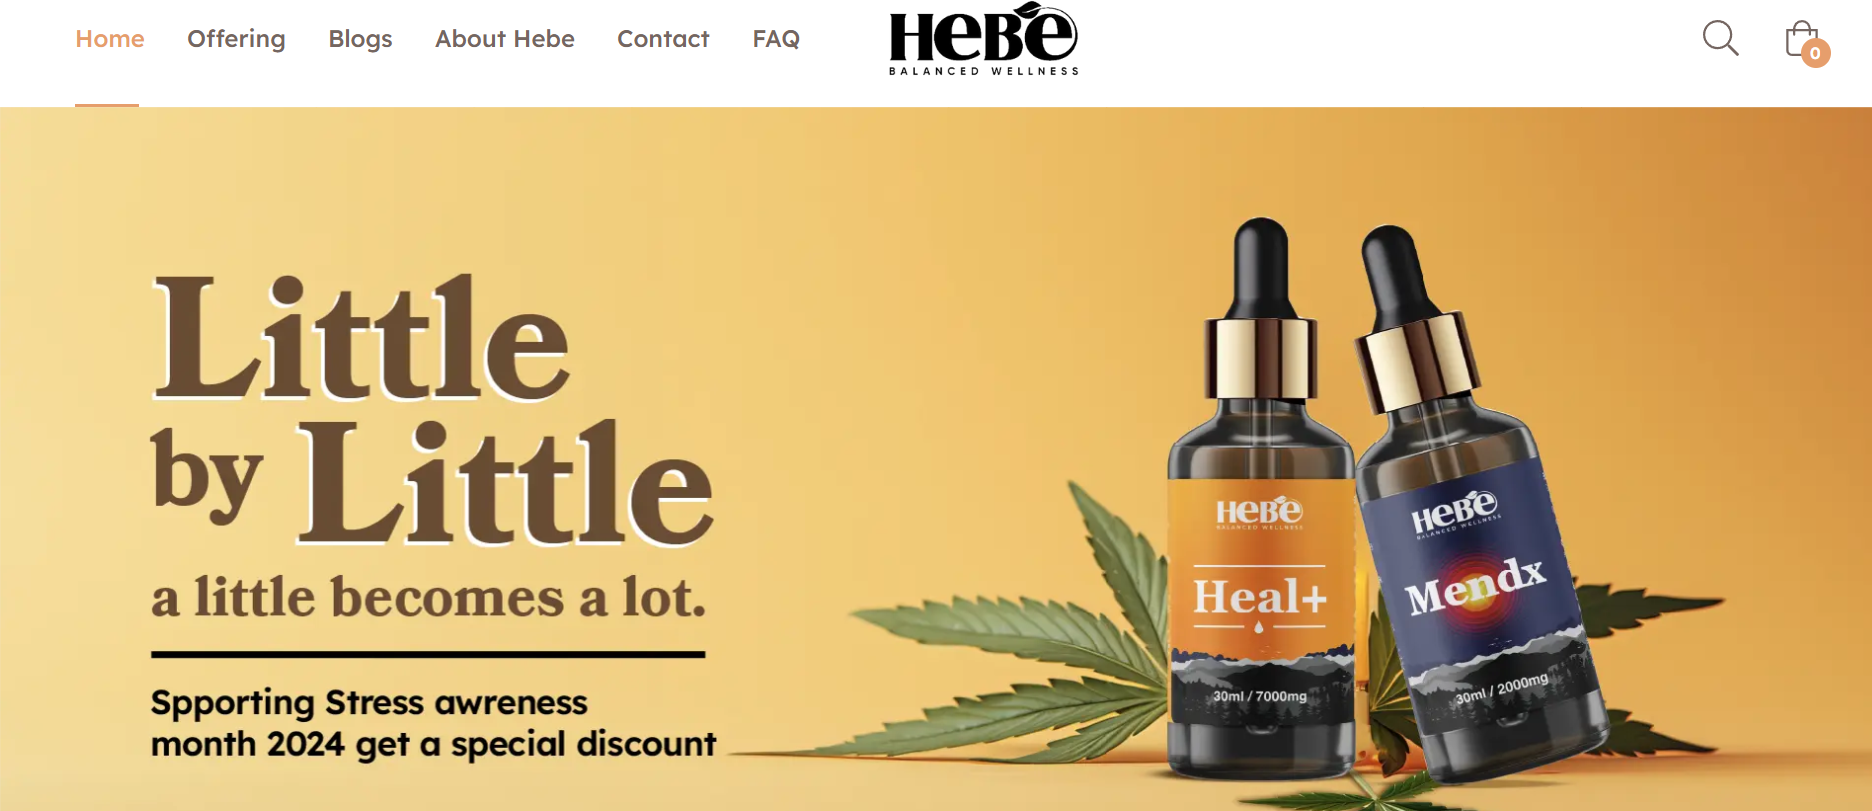 Home Offering Blogs About Hebe Contact FAQ
HeBe
BALANCED WELLNESS
0
Little
by Little
a little becomes a lot.
Spporting Stress awreness
month 2024 get a special discount
HeBe
BALANCED WELLNESS
Heal+
30ml / 7000mg
HeBe
BALANCED WELLNESS
Mendx
30ml / 2000mg